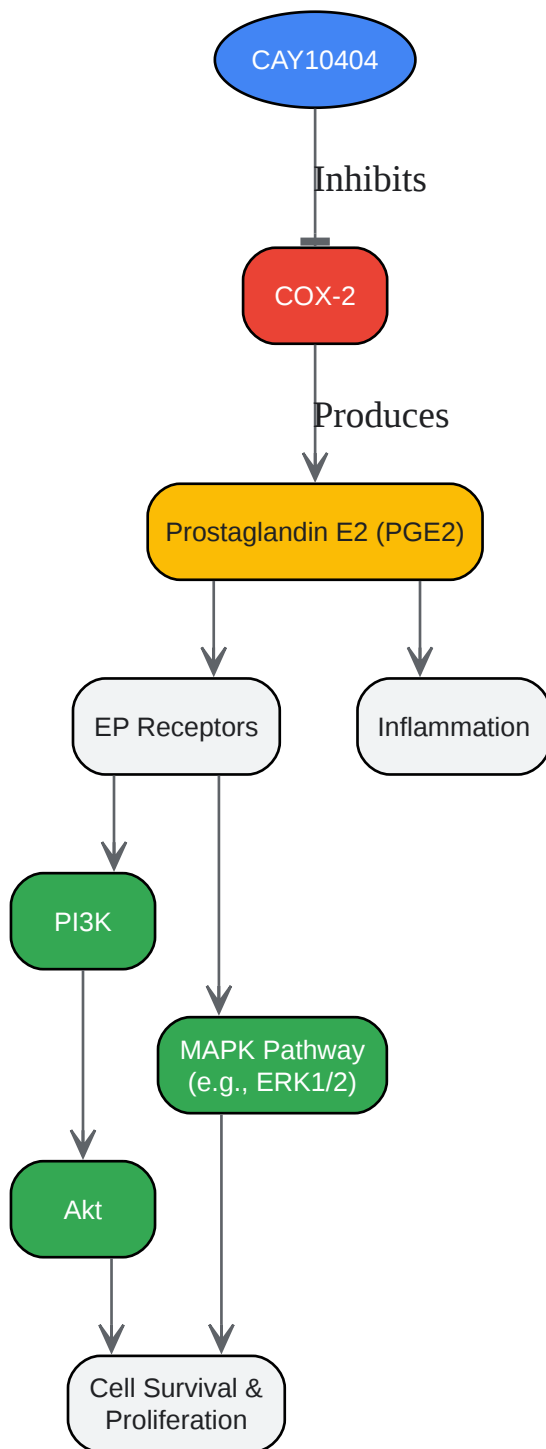 CAY10404
Inhibits
COX-2
Produces
Prostaglandin E2 (PGE2)
EP Receptors
Inflammation
PI3K
MAPK Pathway
(e.g., ERK1/2)
Akt
Cell Survival &
Proliferation